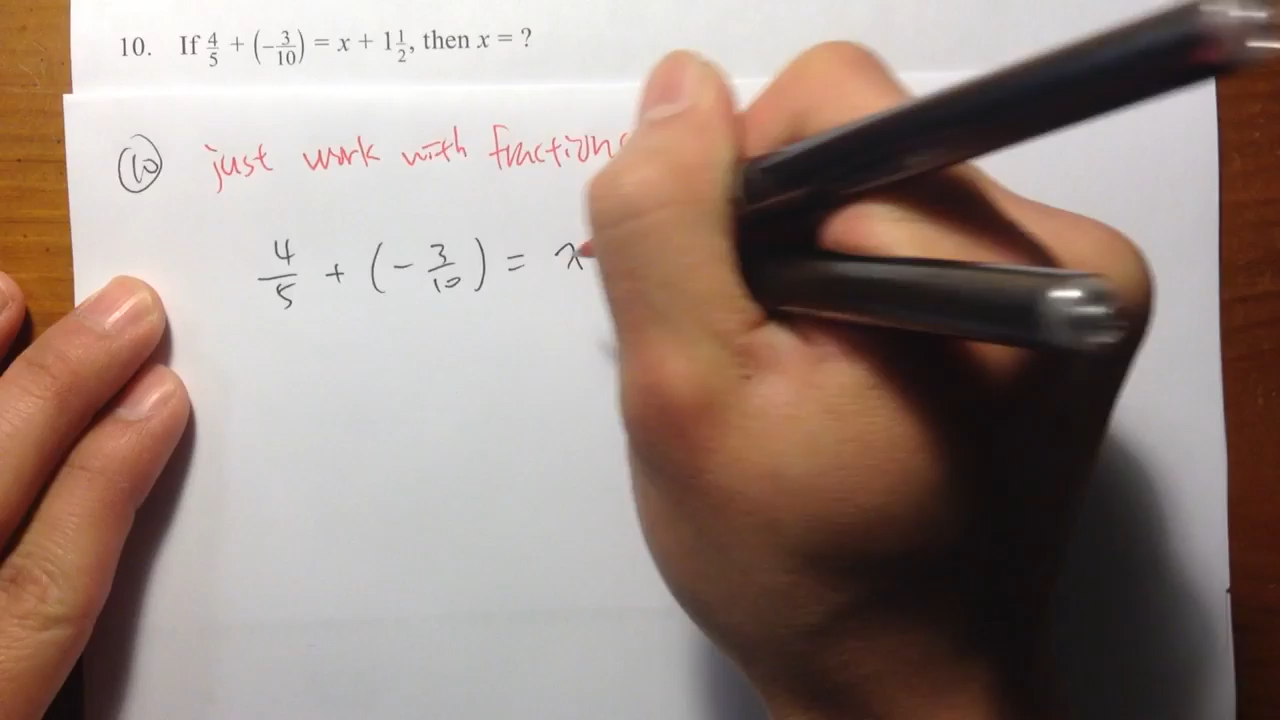 10. If 4/5 + (-3/10) = x + 1 1/2, then x = ?
10 just work with fractions
4/5 + (-3/10) = x